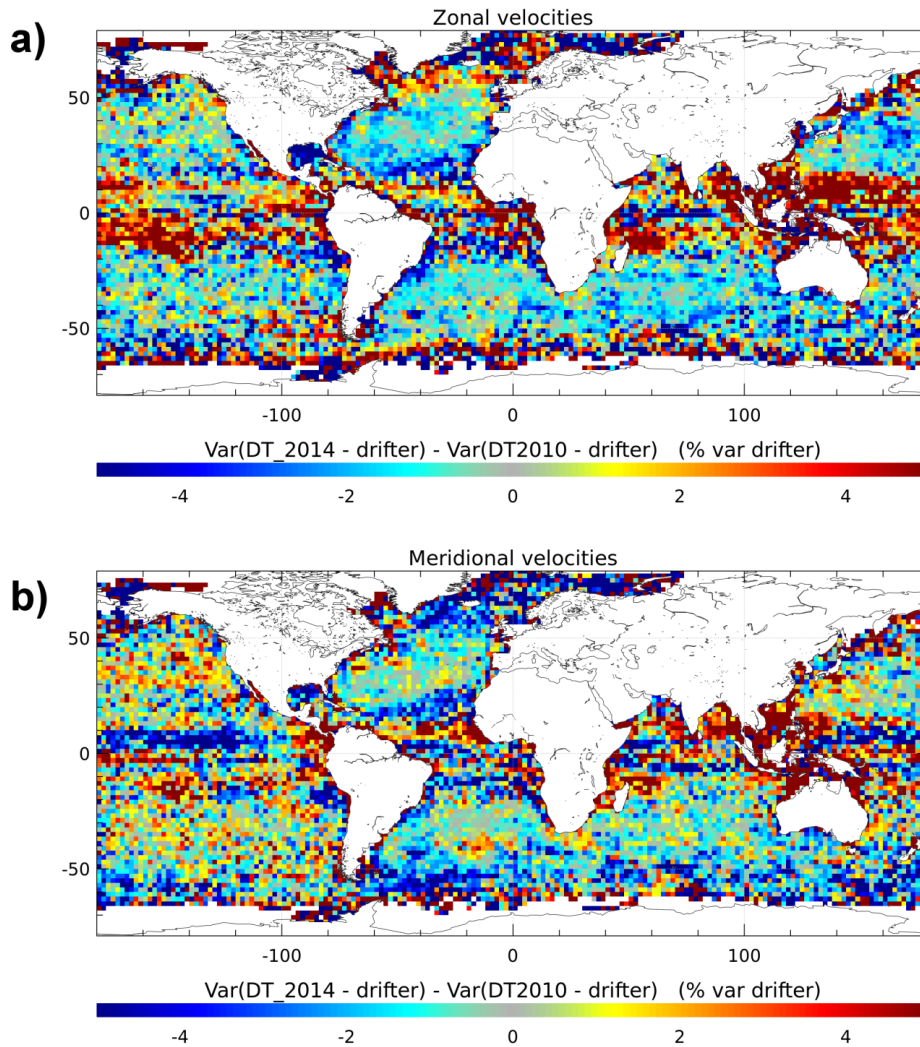 a)
Zonal velocities
50
0
-50
-100 0 100
Var(DT_2014 - drifter) - Var(DT2010 - drifter) (% var drifter)
-4 -2 0 2 4
b)
Meridional velocities
50
0
-50
-100 0 100
Var(DT_2014 - drifter) - Var(DT2010 - drifter) (% var drifter)
-4 -2 0 2 4